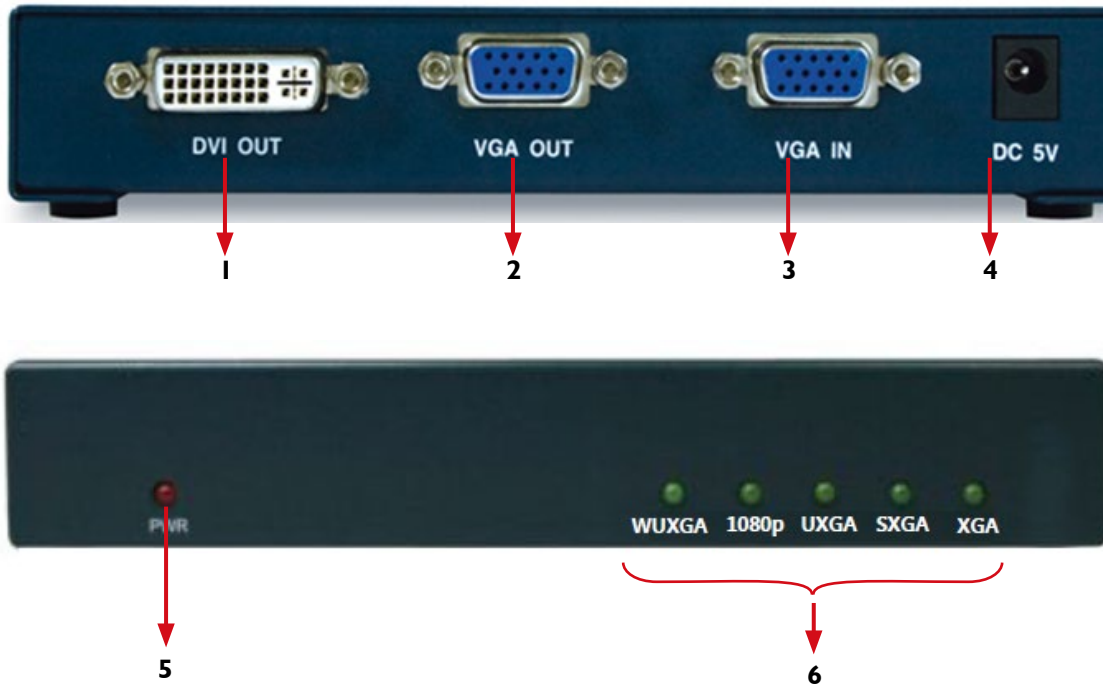 DVI OUT VGA OUT VGA IN DC 5V
1 2 3 4
PWR WUXGA 1080p UXGA SXGA XGA
5 6